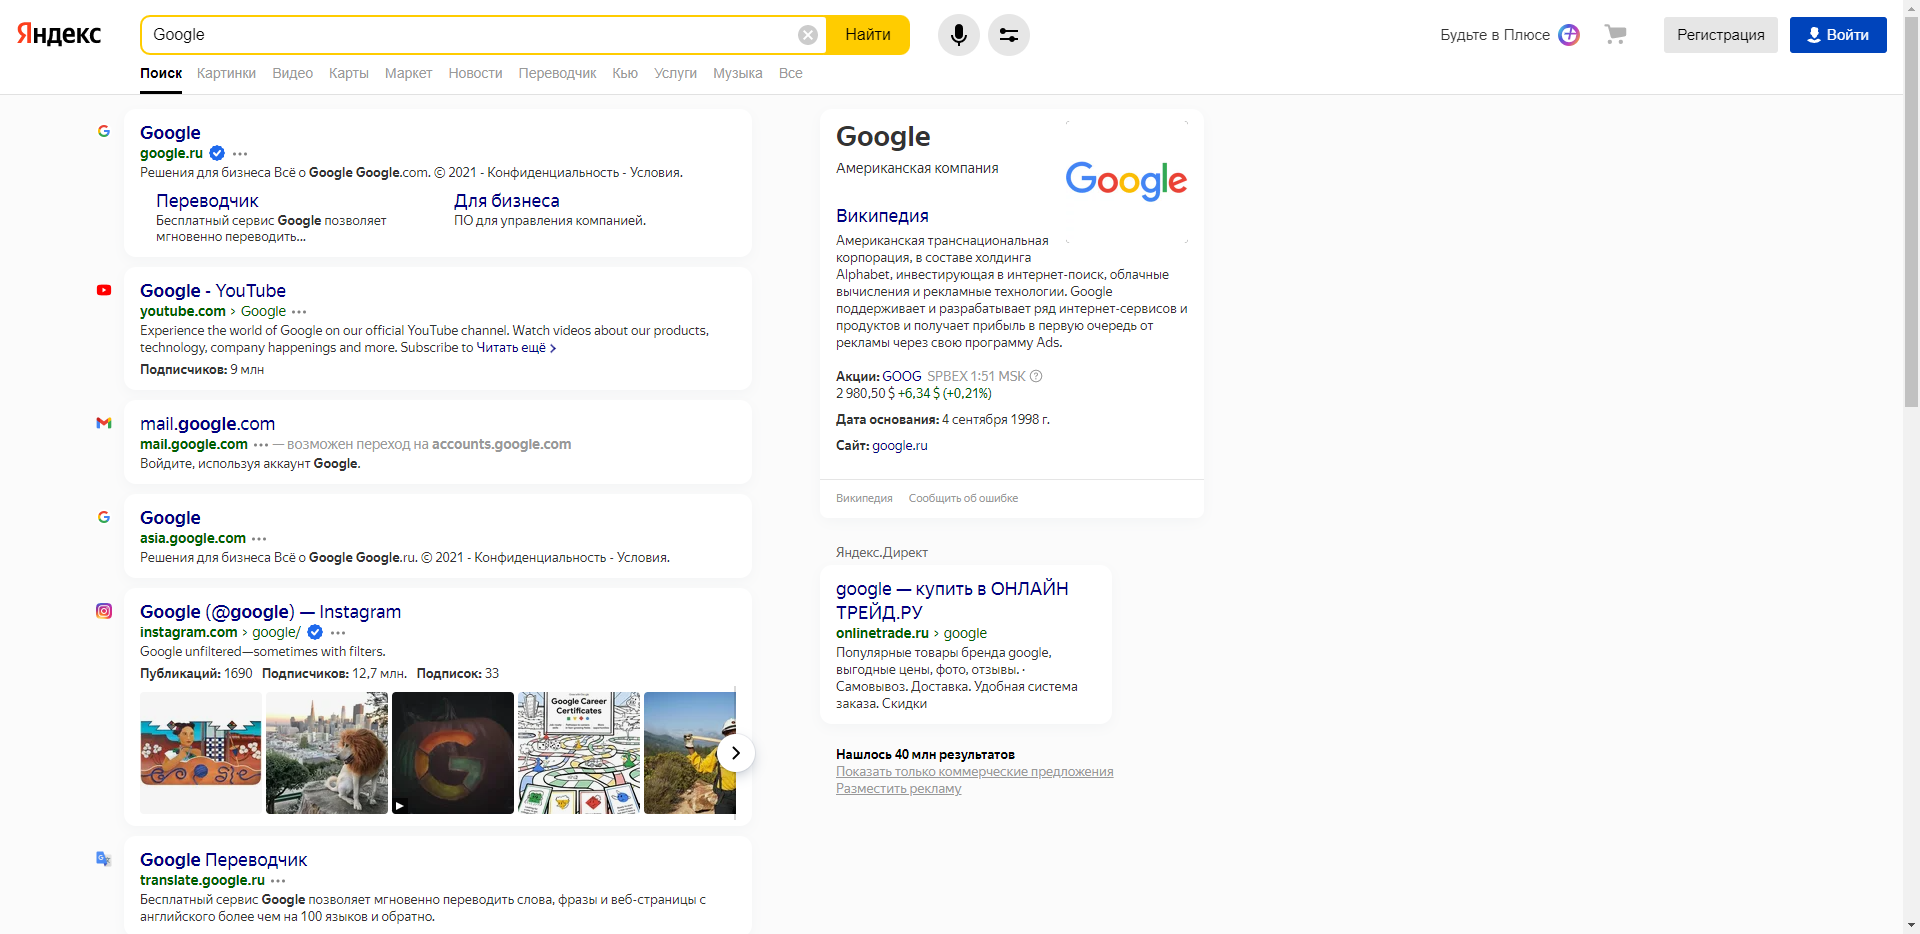 Яндекс
Google
Найти
Будьте в Плюсе
Регистрация
Войти
Поиск Картинки Видео Карты Маркет Новости Переводчик Кью Услуги Музыка Все
Google
google.ru
Решения для бизнеса Всё о Google Google.com. © 2021 - Конфиденциальность - Условия.
Переводчик
Бесплатный сервис Google позволяет
мгновенно переводить...
Для бизнеса
ПО для управления компанией.
Google - YouTube
youtube.com › Google
Experience the world of Google on our official YouTube channel. Watch videos about our products,
technology, company happenings and more. Subscribe to Читать ещё >
Подписчиков: 9 млн
mail.google.com
mail.google.com ··· — возможен переход на accounts.google.com
Войдите, используя аккаунт Google.
Google
asia.google.com
Решения для бизнеса Всё о Google Google.ru. © 2021 - Конфиденциальность - Условия.
Google (@google) — Instagram
instagram.com › google/
Google unfiltered—sometimes with filters.
Публикаций: 1690 Подписчиков: 12,7 млн. Подписок: 33
Google Career
Certificates
Google Переводчик
translate.google.ru
Бесплатный сервис Google позволяет мгновенно переводить слова, фразы и веб-страницы с
английского более чем на 100 языков и обратно.
Google
Американская компания
Google
Википедия
Американская транснациональная
корпорация, в составе холдинга
Alphabet, инвестирующая в интернет-поиск, облачные
вычисления и рекламные технологии. Google
поддерживает и разрабатывает ряд интернет-сервисов и
продуктов и получает прибыль в первую очередь от
рекламы через свою программу Ads.
Акции: GOOG SPBEX 1:51 MSK ?
2 980,50 $ +6,34 $ (+0,21%)
Дата основания: 4 сентября 1998 г.
Сайт: google.ru
Википедия Сообщить об ошибке
Яндекс.Директ
google — купить в ОНЛАЙН
ТРЕЙД.РУ
onlinetrade.ru › google
Популярные товары бренда google,
выгодные цены, фото, отзывы. ·
Самовывоз. Доставка. Удобная система
заказа. Скидки
Нашлось 40 млн результатов
Показать только коммерческие предложения
Разместить рекламу